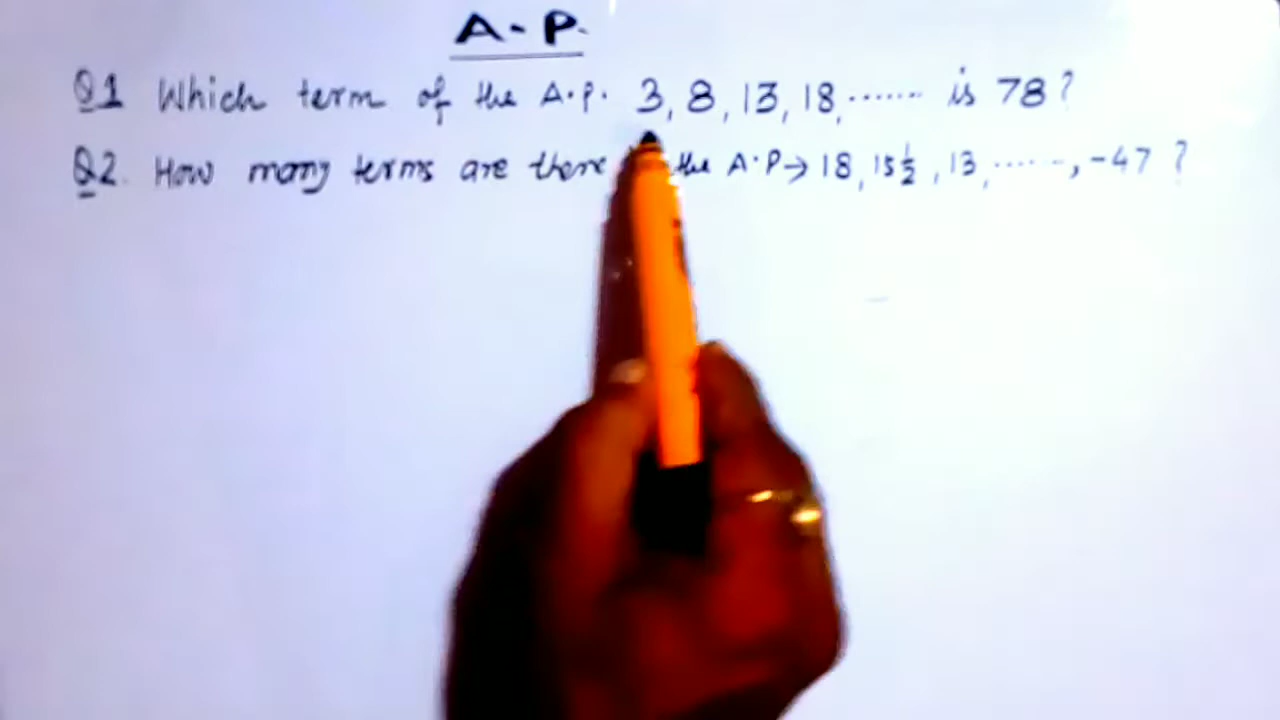 A.P.
Q1 Which term of the A.P. 3, 8, 13, 18, ...... is 78?
Q2. How many terms are there the A.P→ 18, 15½, 13, ......, -47 ?